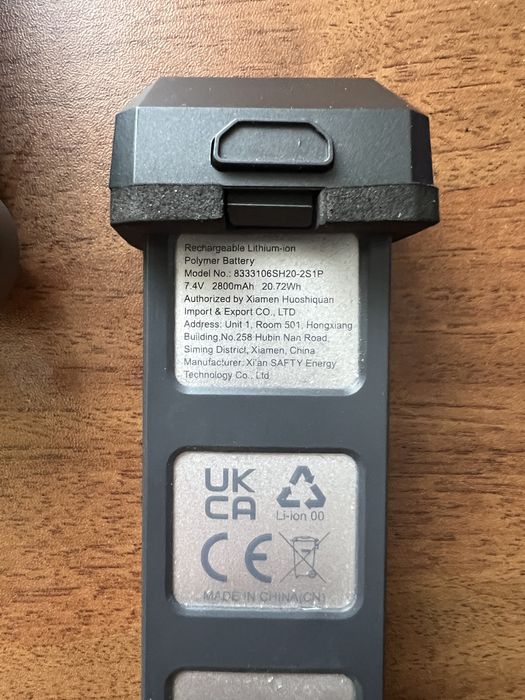 Rechargeable Lithium-ion
Polymer Battery
Model No.: 8333106SH20-2S1P
7.4V 2800mAh 20.72Wh
Authorized by Xiamen Huoshiquan
Import & Export CO., LTD
Address: Unit 1, Room 501, Hongxiang
Building,No.258 Hubin Nan Road,
Siming District, Xiamen, China
Manufacturer: Xi'an SAFTY Energy
Technology Co., Ltd
UK
CA
Li-ion 00
CE
MADE IN CHINA(CN)